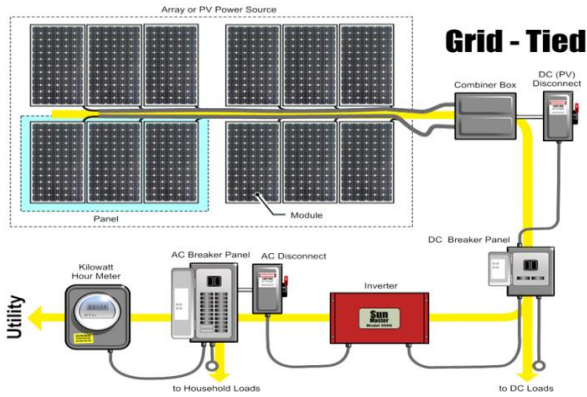 Array or PV Power Source
Grid - Tied
Combiner Box
DC (PV)
Disconnect
Panel
Module
DC Breaker Panel
AC Breaker Panel
AC Disconnect
Kilowatt
Hour Meter
Inverter
Sun
Master
Utility
to Household Loads
to DC Loads